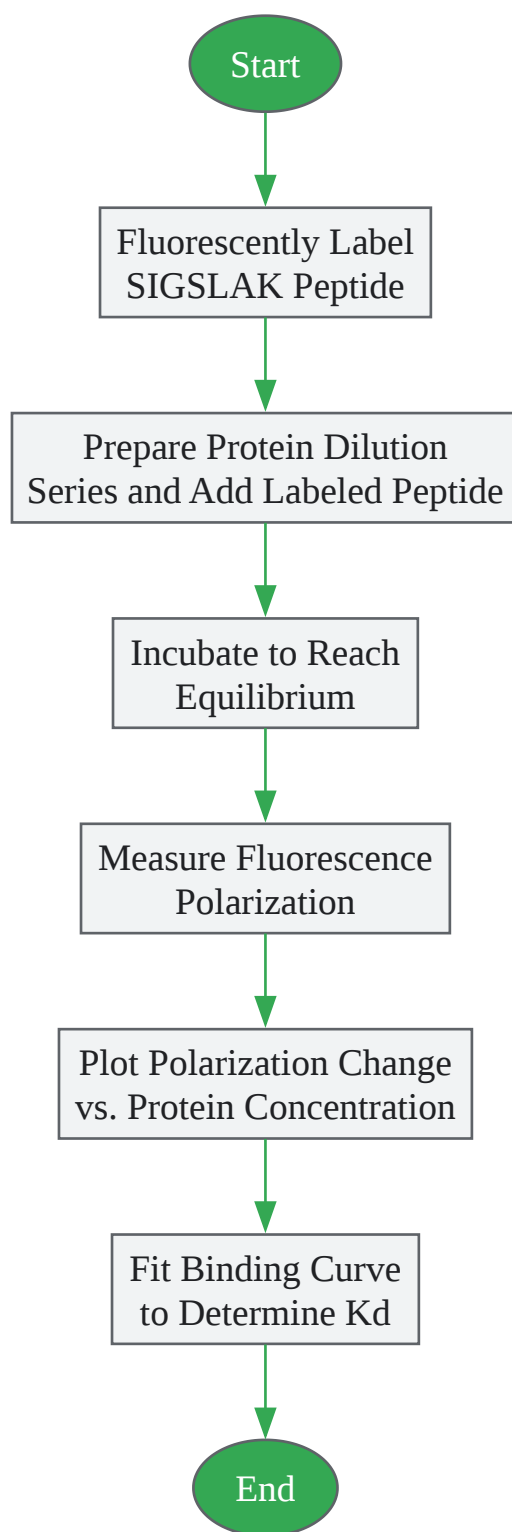 Start
Fluorescently Label
SIGSLAK Peptide
Prepare Protein Dilution
Series and Add Labeled Peptide
Incubate to Reach
Equilibrium
Measure Fluorescence
Polarization
Plot Polarization Change
vs. Protein Concentration
Fit Binding Curve
to Determine Kd
End